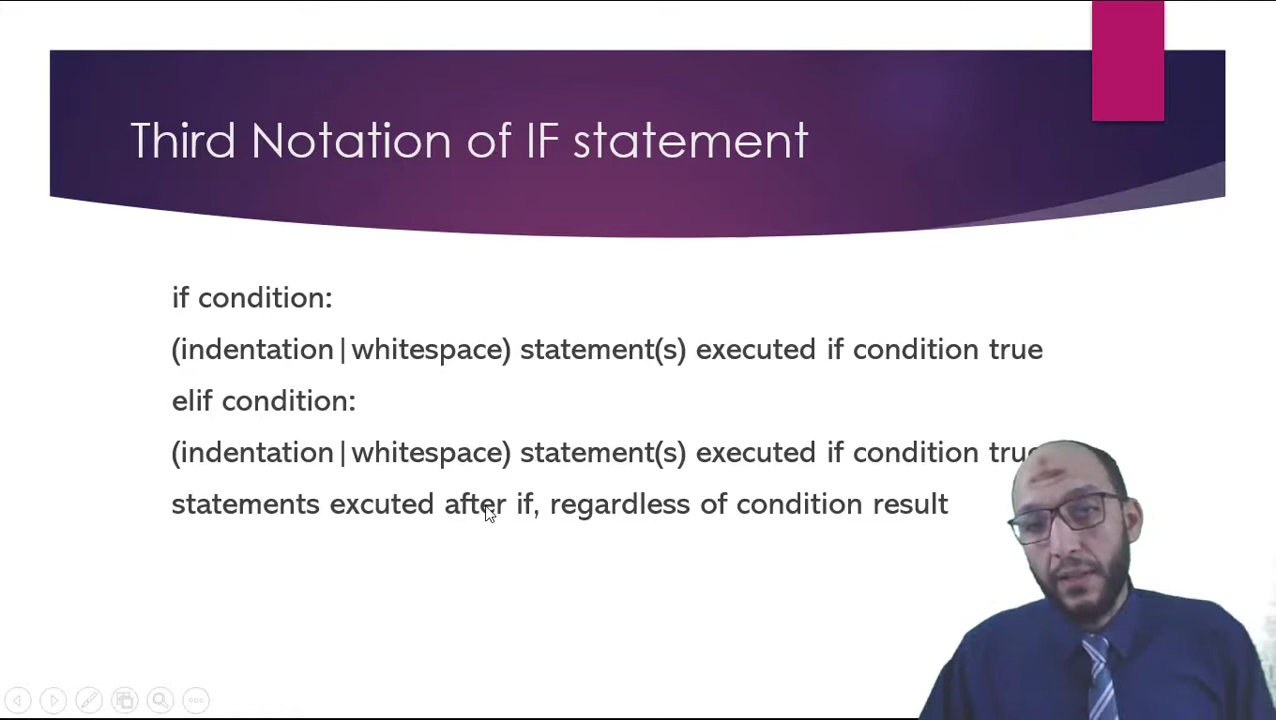 Third Notation of IF statement
if condition:
(indentation|whitespace) statement(s) executed if condition true
elif condition:
(indentation|whitespace) statement(s) executed if condition true
statements excuted after if, regardless of condition result